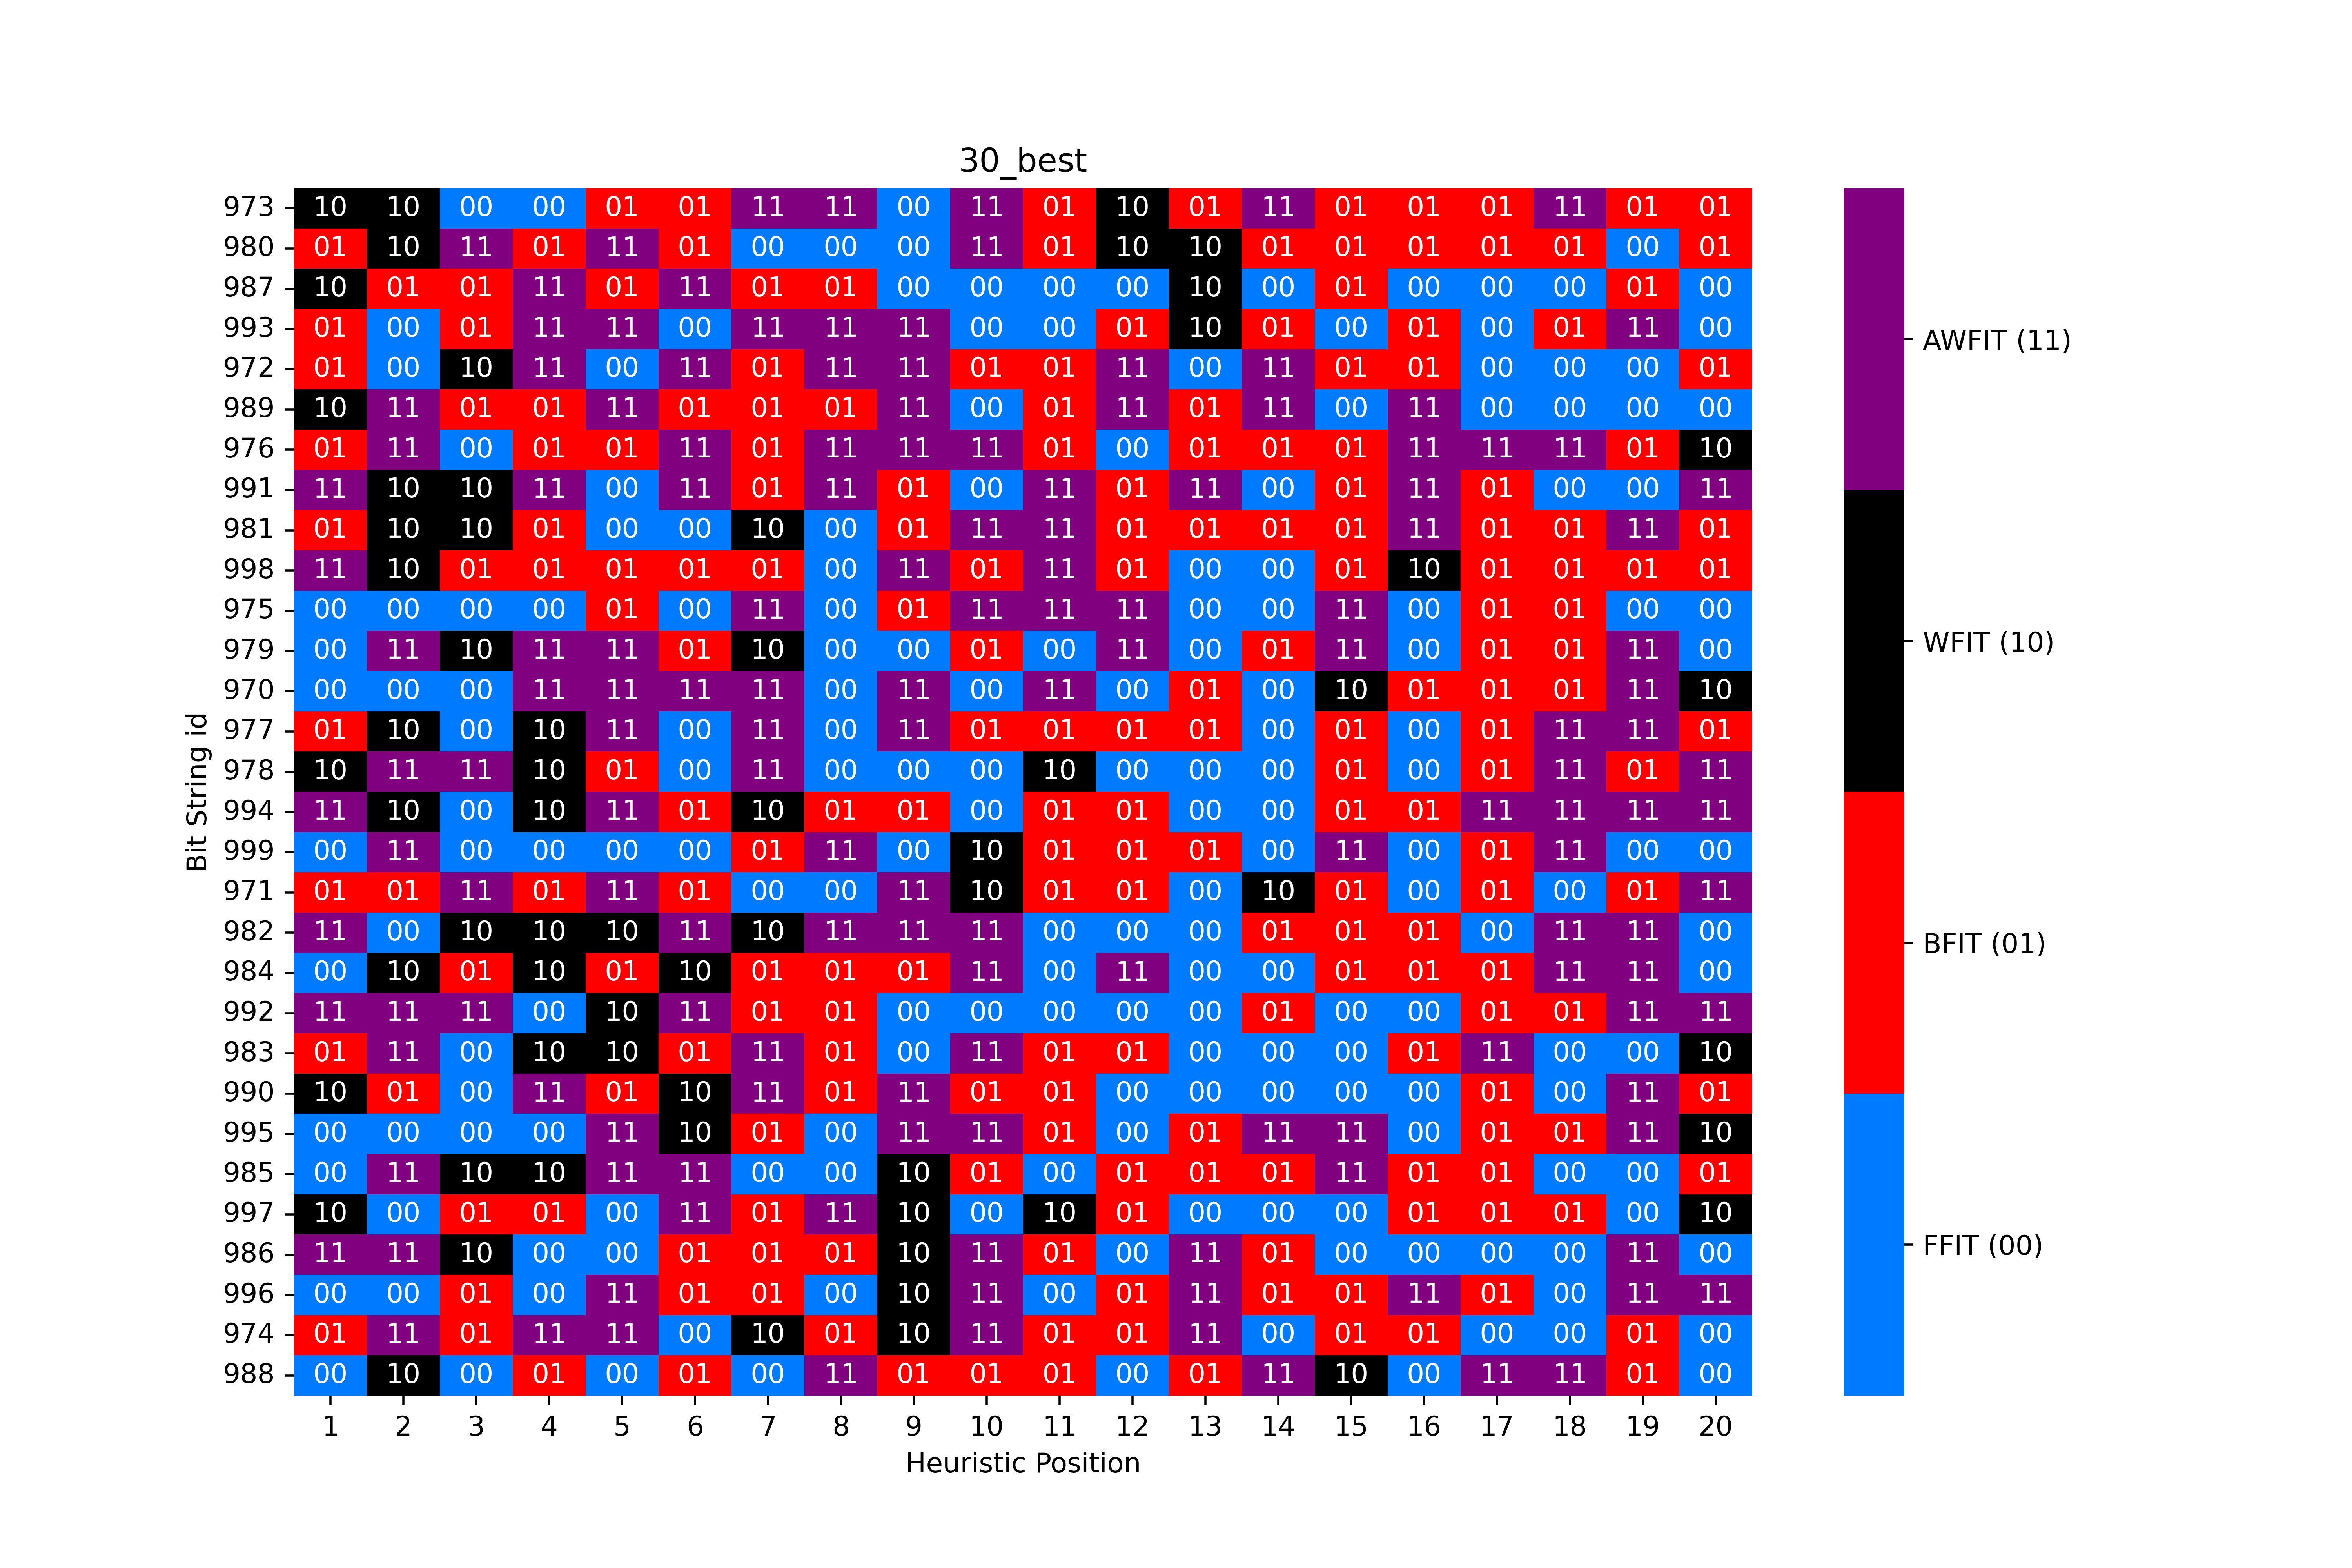 30_best
973 10 10 00 00 01 01 11 11 00 11 01 10 01 11 01 01 01 11 01 01
980 01 10 11 01 11 01 00 00 00 11 01 10 10 01 01 01 01 01 00 01
987 10 01 01 11 01 11 01 01 00 00 00 00 10 00 01 00 00 00 01 00
993 01 00 01 11 11 00 11 11 11 00 00 01 10 01 00 01 00 01 11 00
972 01 00 10 11 00 11 01 11 11 01 01 11 00 11 01 01 00 00 00 01
989 10 11 01 01 11 01 01 01 11 00 01 11 01 11 00 11 00 00 00 00
976 01 11 00 01 01 11 01 11 11 11 01 00 01 01 01 11 11 11 01 10
991 11 10 10 11 00 11 01 11 01 00 11 01 11 00 01 11 01 00 00 11
981 01 10 10 01 00 00 10 00 01 11 11 01 01 01 01 11 01 01 11 01
998 11 10 01 01 01 01 01 00 11 01 11 01 00 00 01 10 01 01 01 01
975 00 00 00 00 01 00 11 00 01 11 11 11 00 00 11 00 01 01 00 00
979 00 11 10 11 11 01 10 00 00 01 00 11 00 01 11 00 01 01 11 00
970 00 00 00 11 11 11 11 00 11 00 11 00 01 00 10 01 01 01 11 10
977 01 10 00 10 11 00 11 00 11 01 01 01 01 00 01 00 01 11 11 01
978 10 11 11 10 01 00 11 00 00 00 10 00 00 00 01 00 01 11 01 11
994 11 10 00 10 11 01 10 01 01 00 01 01 00 00 01 01 11 11 11 11
999 00 11 00 00 00 00 01 11 00 10 01 01 01 00 11 00 01 11 00 00
971 01 01 11 01 11 01 00 00 11 10 01 01 00 10 01 00 01 00 01 11
982 11 00 10 10 10 11 10 11 11 11 00 00 00 01 01 01 00 11 11 00
984 00 10 01 10 01 10 01 01 01 11 00 11 00 00 01 01 01 11 11 00
992 11 11 11 00 10 11 01 01 00 00 00 00 00 01 00 00 01 01 11 11
983 01 11 00 10 10 01 11 01 00 11 01 01 00 00 00 01 11 00 00 10
990 10 01 00 11 01 10 11 01 11 01 01 00 00 00 00 00 01 00 11 01
995 00 00 00 00 11 10 01 00 11 11 01 00 01 11 11 00 01 01 11 10
985 00 11 10 10 11 11 00 00 10 01 00 01 01 01 11 01 01 00 00 01
997 10 00 01 01 00 11 01 11 10 00 10 01 00 00 00 01 01 01 00 10
986 11 11 10 00 00 01 01 01 10 11 01 00 11 01 00 00 00 00 11 00
996 00 00 01 00 11 01 01 00 10 11 00 01 11 01 01 11 01 00 11 11
974 01 11 01 11 11 00 10 01 10 11 01 01 11 00 01 01 00 00 01 00
988 00 10 00 01 00 01 00 11 01 01 01 00 01 11 10 00 11 11 01 00
1 2 3 4 5 6 7 8 9 10 11 12 13 14 15 16 17 18 19 20
Heuristic Position
Bit String id
AWFIT (11)
WFIT (10)
BFIT (01)
FFIT (00)